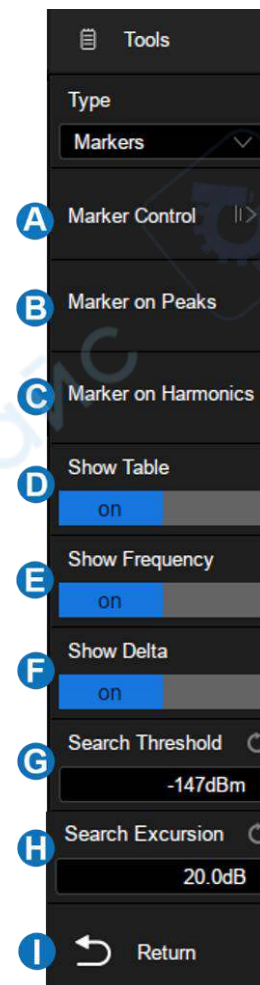 Tools
Type
Markers
A Marker Control
B Marker on Peaks
C Marker on Harmonics
D Show Table
on
E Show Frequency
on
F Show Delta
on
G Search Threshold
-147dBm
H Search Excursion
20.0dB
I Return